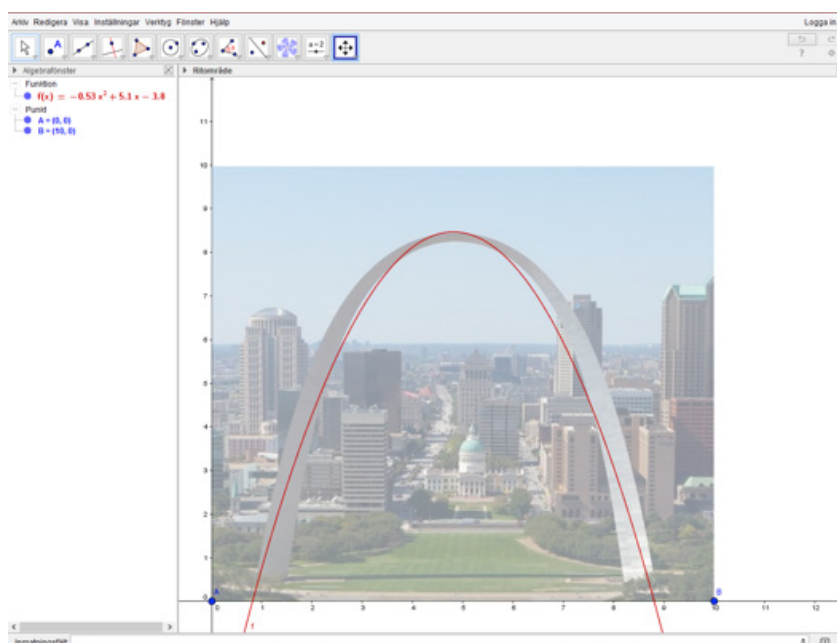 Arkiv Redigera Visa Inställningar Verktyg Fönster Hjälp
Logga in
a=2
Algebrafönster
Ritområde
Funktion
f(x) = −0.53 x² + 5.1 x − 3.8
Punkt
A = (0, 0)
B = (10, 0)
11
10
9
8
7
6
5
4
3
2
1
0
A
B
0 1 2 3 4 5 6 7 8 9 10 11 12
f
Inmatningsfält